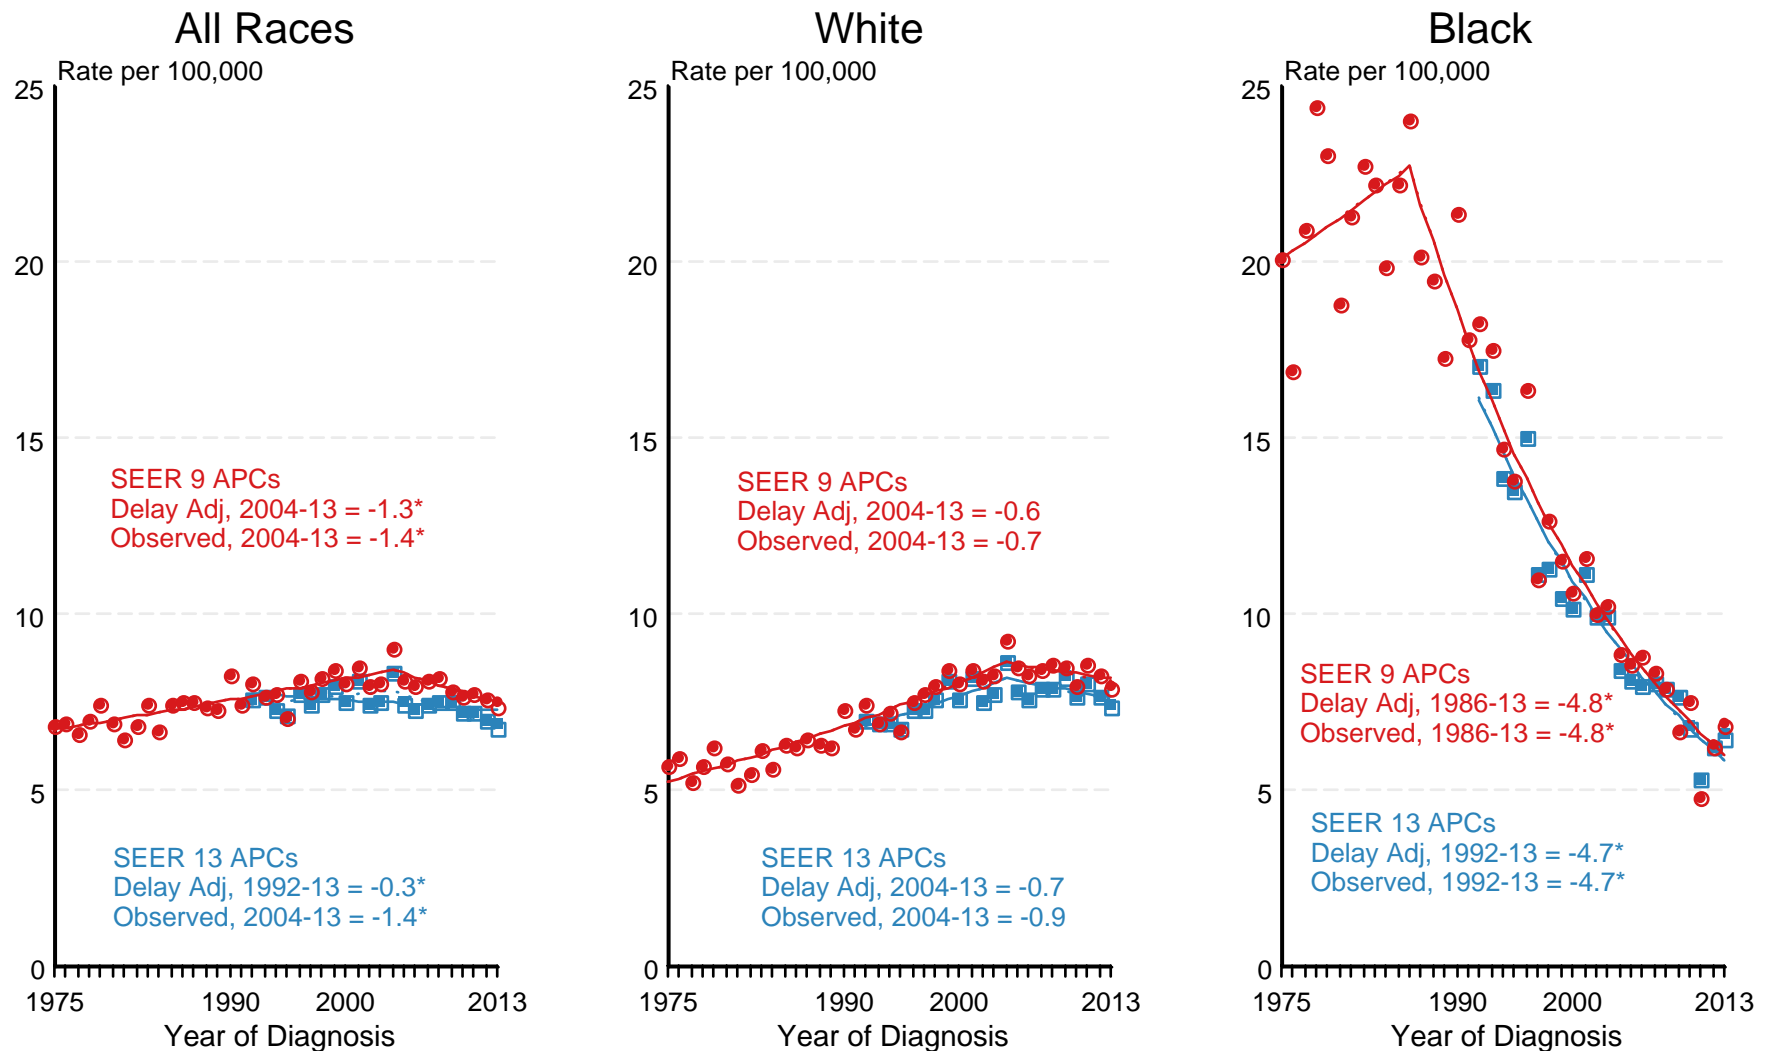 All Races
Rate per 100,000
25
20
15
10
5
0
SEER 9 APCs
Delay Adj, 2004-13 = -1.3*
Observed, 2004-13 = -1.4*
SEER 13 APCs
Delay Adj, 1992-13 = -0.3*
Observed, 2004-13 = -1.4*
1975 1990 2000 2013
Year of Diagnosis
White
Rate per 100,000
25
20
15
10
5
0
SEER 9 APCs
Delay Adj, 2004-13 = -0.6
Observed, 2004-13 = -0.7
SEER 13 APCs
Delay Adj, 2004-13 = -0.7
Observed, 2004-13 = -0.9
1975 1990 2000 2013
Year of Diagnosis
Black
Rate per 100,000
25
20
15
10
5
0
SEER 9 APCs
Delay Adj, 1986-13 = -4.8*
Observed, 1986-13 = -4.8*
SEER 13 APCs
Delay Adj, 1992-13 = -4.7*
Observed, 1992-13 = -4.7*
1975 1990 2000 2013
Year of Diagnosis